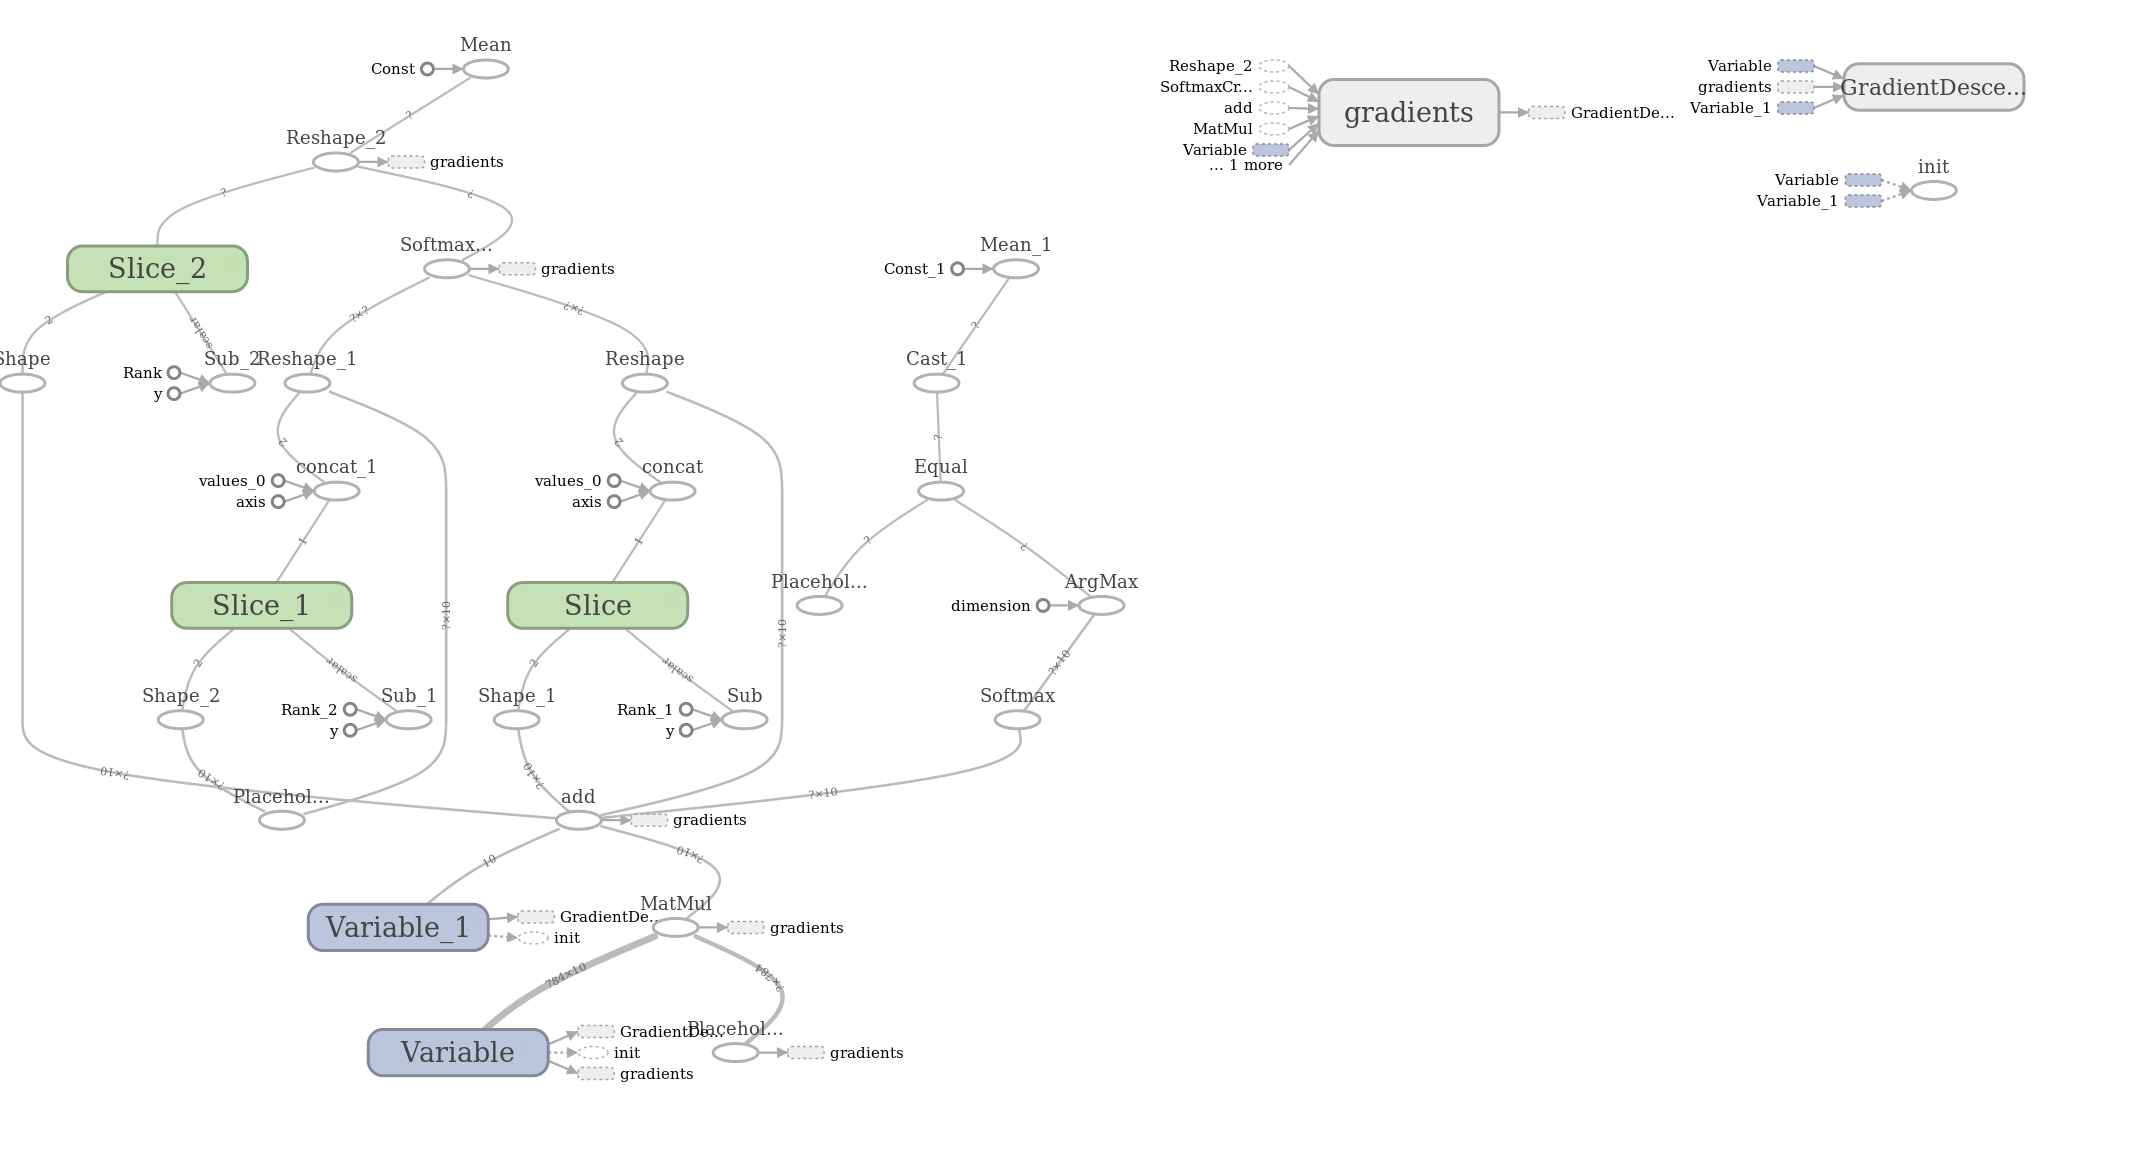 Mean
Const
?
Reshape_2
gradients
?
?
Slice_2
Softmax...
gradients
?
scalar
?×?
?×?
Shape
Sub_2
Rank
y
Reshape_1
Reshape
?
?
concat_1
values_0
axis
concat
values_0
axis
1
1
Slice_1
Slice
?×10
?×10
2
scalar
2
scalar
Shape_2
Sub_1
Rank_2
y
Shape_1
Sub
Rank_1
y
?×10
?×10
?×10
?×10
Placehol...
add
gradients
10
?×10
Variable_1
GradientDe...
init
MatMul
gradients
784×10
?×784
Variable
GradientDe...
init
gradients
Placehol...
gradients
Mean_1
Const_1
?
Cast_1
?
Equal
?
?
Placehol...
ArgMax
dimension
?×10
Softmax
Reshape_2
SoftmaxCr...
add
MatMul
Variable
... 1 more
gradients
GradientDe...
Variable
gradients
Variable_1
GradientDesce...
init
Variable
Variable_1